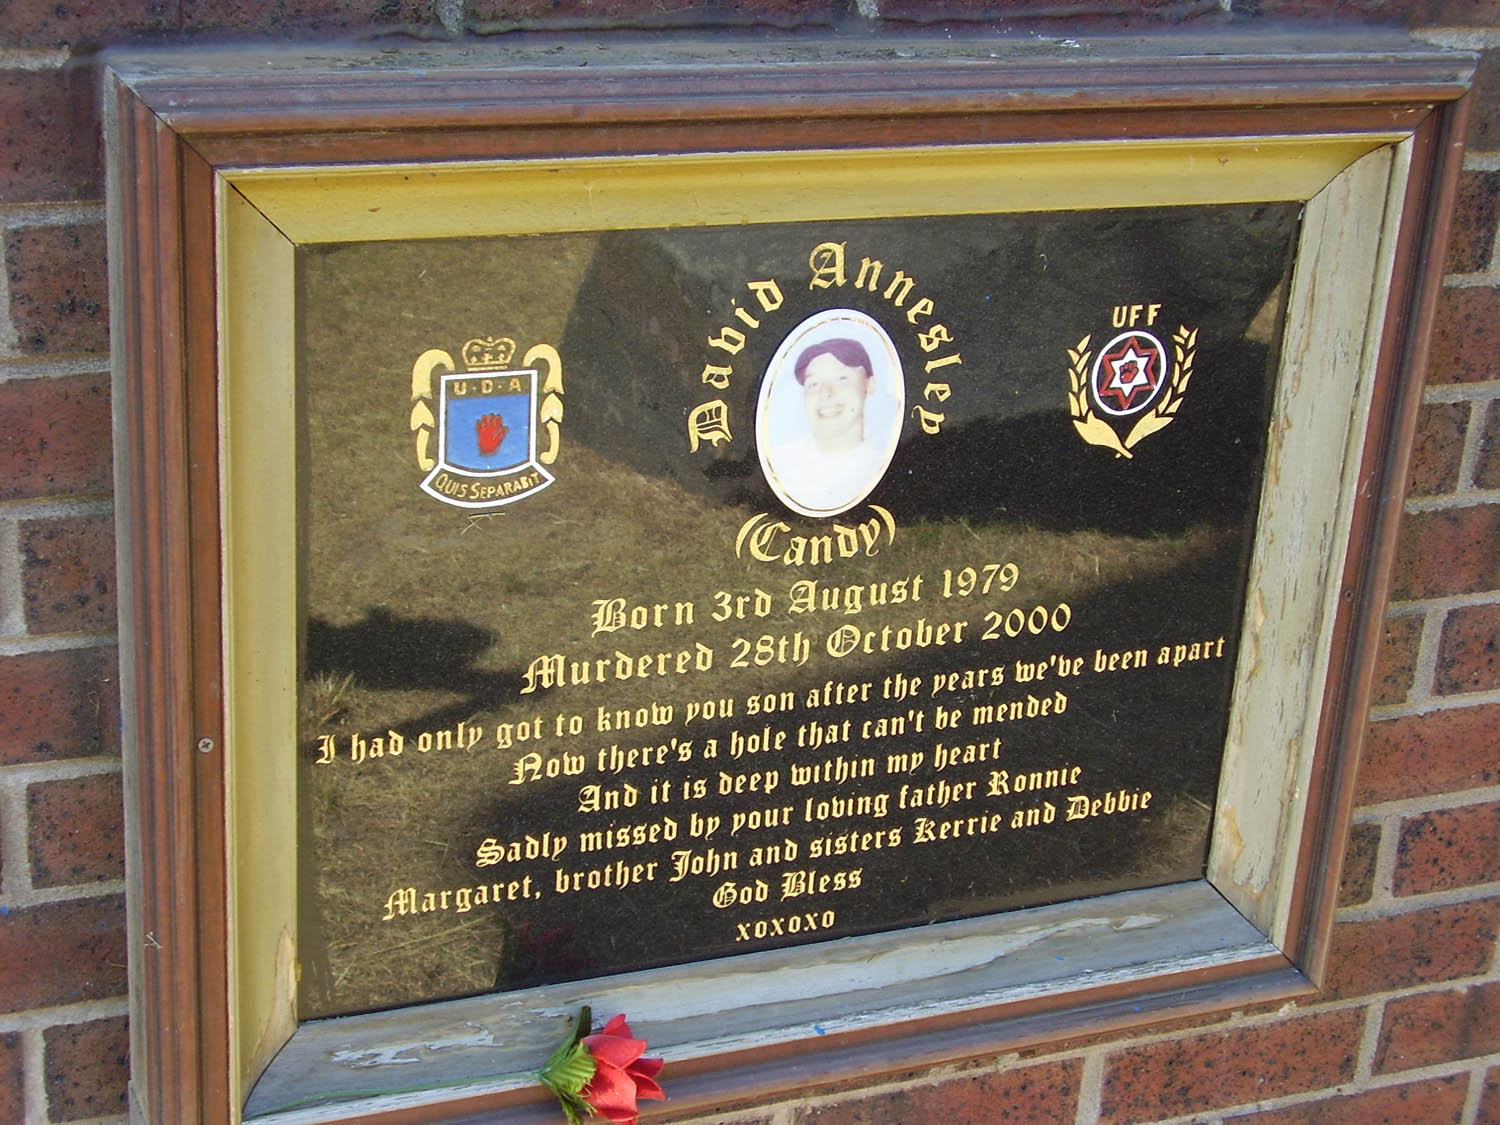 David Annesley
UFF
U·D·A
QUIS SEPARABIT
(Candy)
Born 3rd August 1979
Murdered 28th October 2000
I had only got to know you son after the years we've been apart
Now there's a hole that can't be mended
And it is deep within my heart
Sadly missed by your loving father Ronnie
Margaret, brother John and sisters Kerrie and Debbie
God Bless
xoxoxo